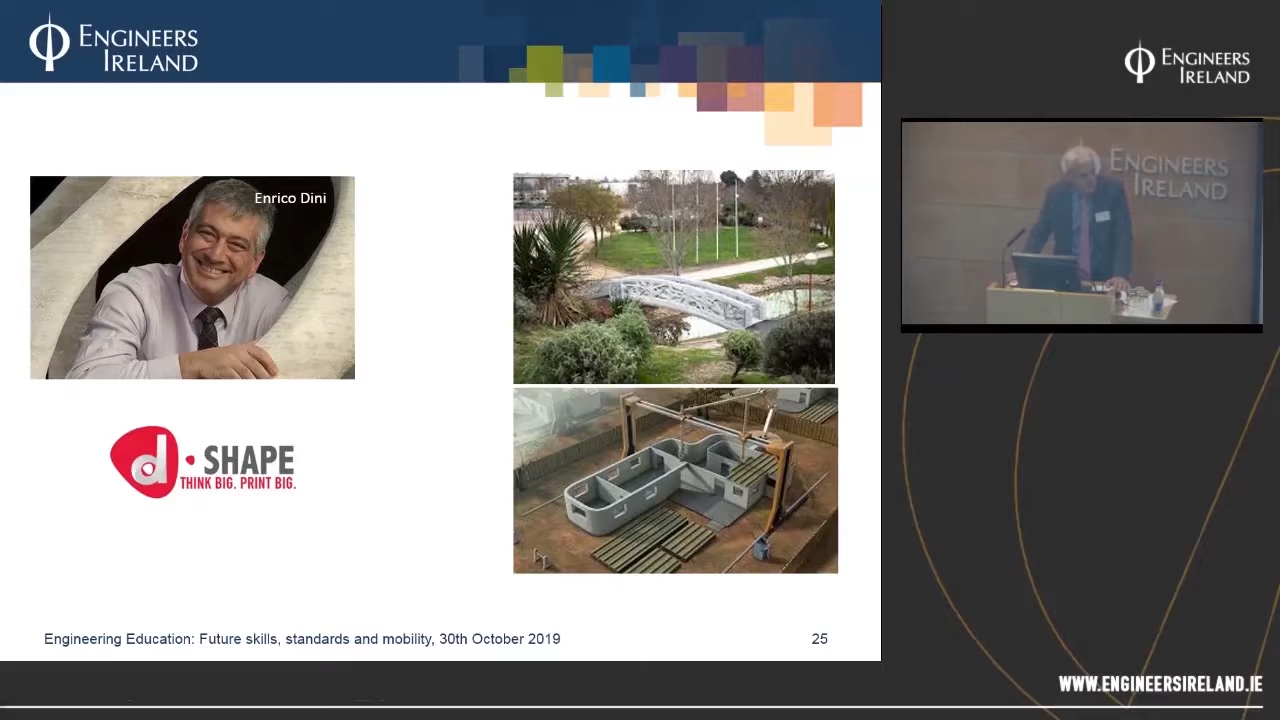 ENGINEERS
IRELAND
Enrico Dini
d·SHAPE
THINK BIG. PRINT BIG.
Engineering Education: Future skills, standards and mobility, 30th October 2019
25
ENGINEERS
IRELAND
ENGINEERS
IRELAND
WWW.ENGINEERSIRELAND.IE